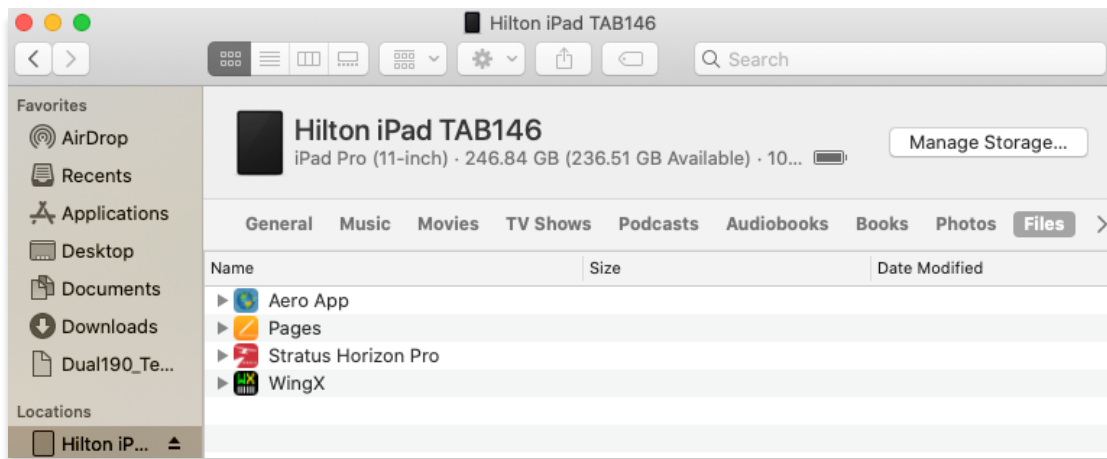 Hilton iPad TAB146
Search
Favorites
AirDrop
Recents
Applications
Desktop
Documents
Downloads
Dual190_Te...
Locations
Hilton iP...
Hilton iPad TAB146
iPad Pro (11-inch) · 246.84 GB (236.51 GB Available) · 10...
Manage Storage...
General Music Movies TV Shows Podcasts Audiobooks Books Photos Files
Name Size Date Modified
Aero App
Pages
Stratus Horizon Pro
WingX